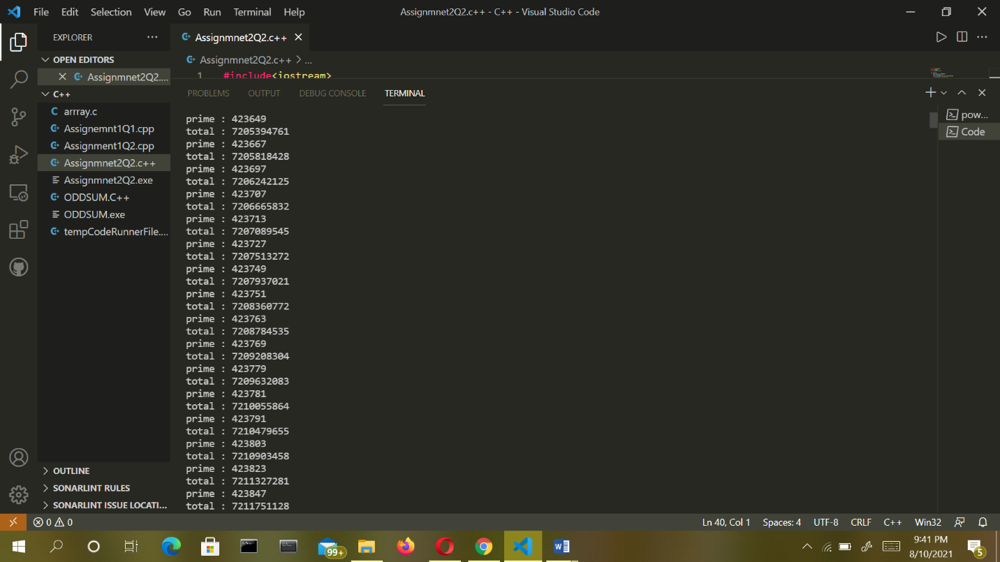 File Edit Selection View Go Run Terminal Help
Assignmnet2Q2.c++ - C++ - Visual Studio Code
EXPLORER
OPEN EDITORS
Assignmnet2Q2....
C++
C arrray.c
Assignemnt1Q1.cpp
Assignment1Q2.cpp
Assignmnet2Q2.c++
Assignmnet2Q2.exe
ODDSUM.C++
ODDSUM.exe
tempCodeRunnerFile....
OUTLINE
SONARLINT RULES
SONARLINT ISSUE LOCATI...
Assignmnet2Q2.c++
Assignmnet2Q2.c++ > ...
1 #include<iostream>
PROBLEMS OUTPUT DEBUG CONSOLE TERMINAL
prime : 423649
total : 7205394761
prime : 423667
total : 7205818428
prime : 423697
total : 7206242125
prime : 423707
total : 7206665832
prime : 423713
total : 7207089545
prime : 423727
total : 7207513272
prime : 423749
total : 7207937021
prime : 423751
total : 7208360772
prime : 423763
total : 7208784535
prime : 423769
total : 7209208304
prime : 423779
total : 7209632083
prime : 423781
total : 7210055864
prime : 423791
total : 7210479655
prime : 423803
total : 7210903458
prime : 423823
total : 7211327281
prime : 423847
total : 7211751128
pow...
Code
0 0
Ln 40, Col 1 Spaces: 4 UTF-8 CRLF C++ Win32
99+
9:41 PM
8/10/2021
5